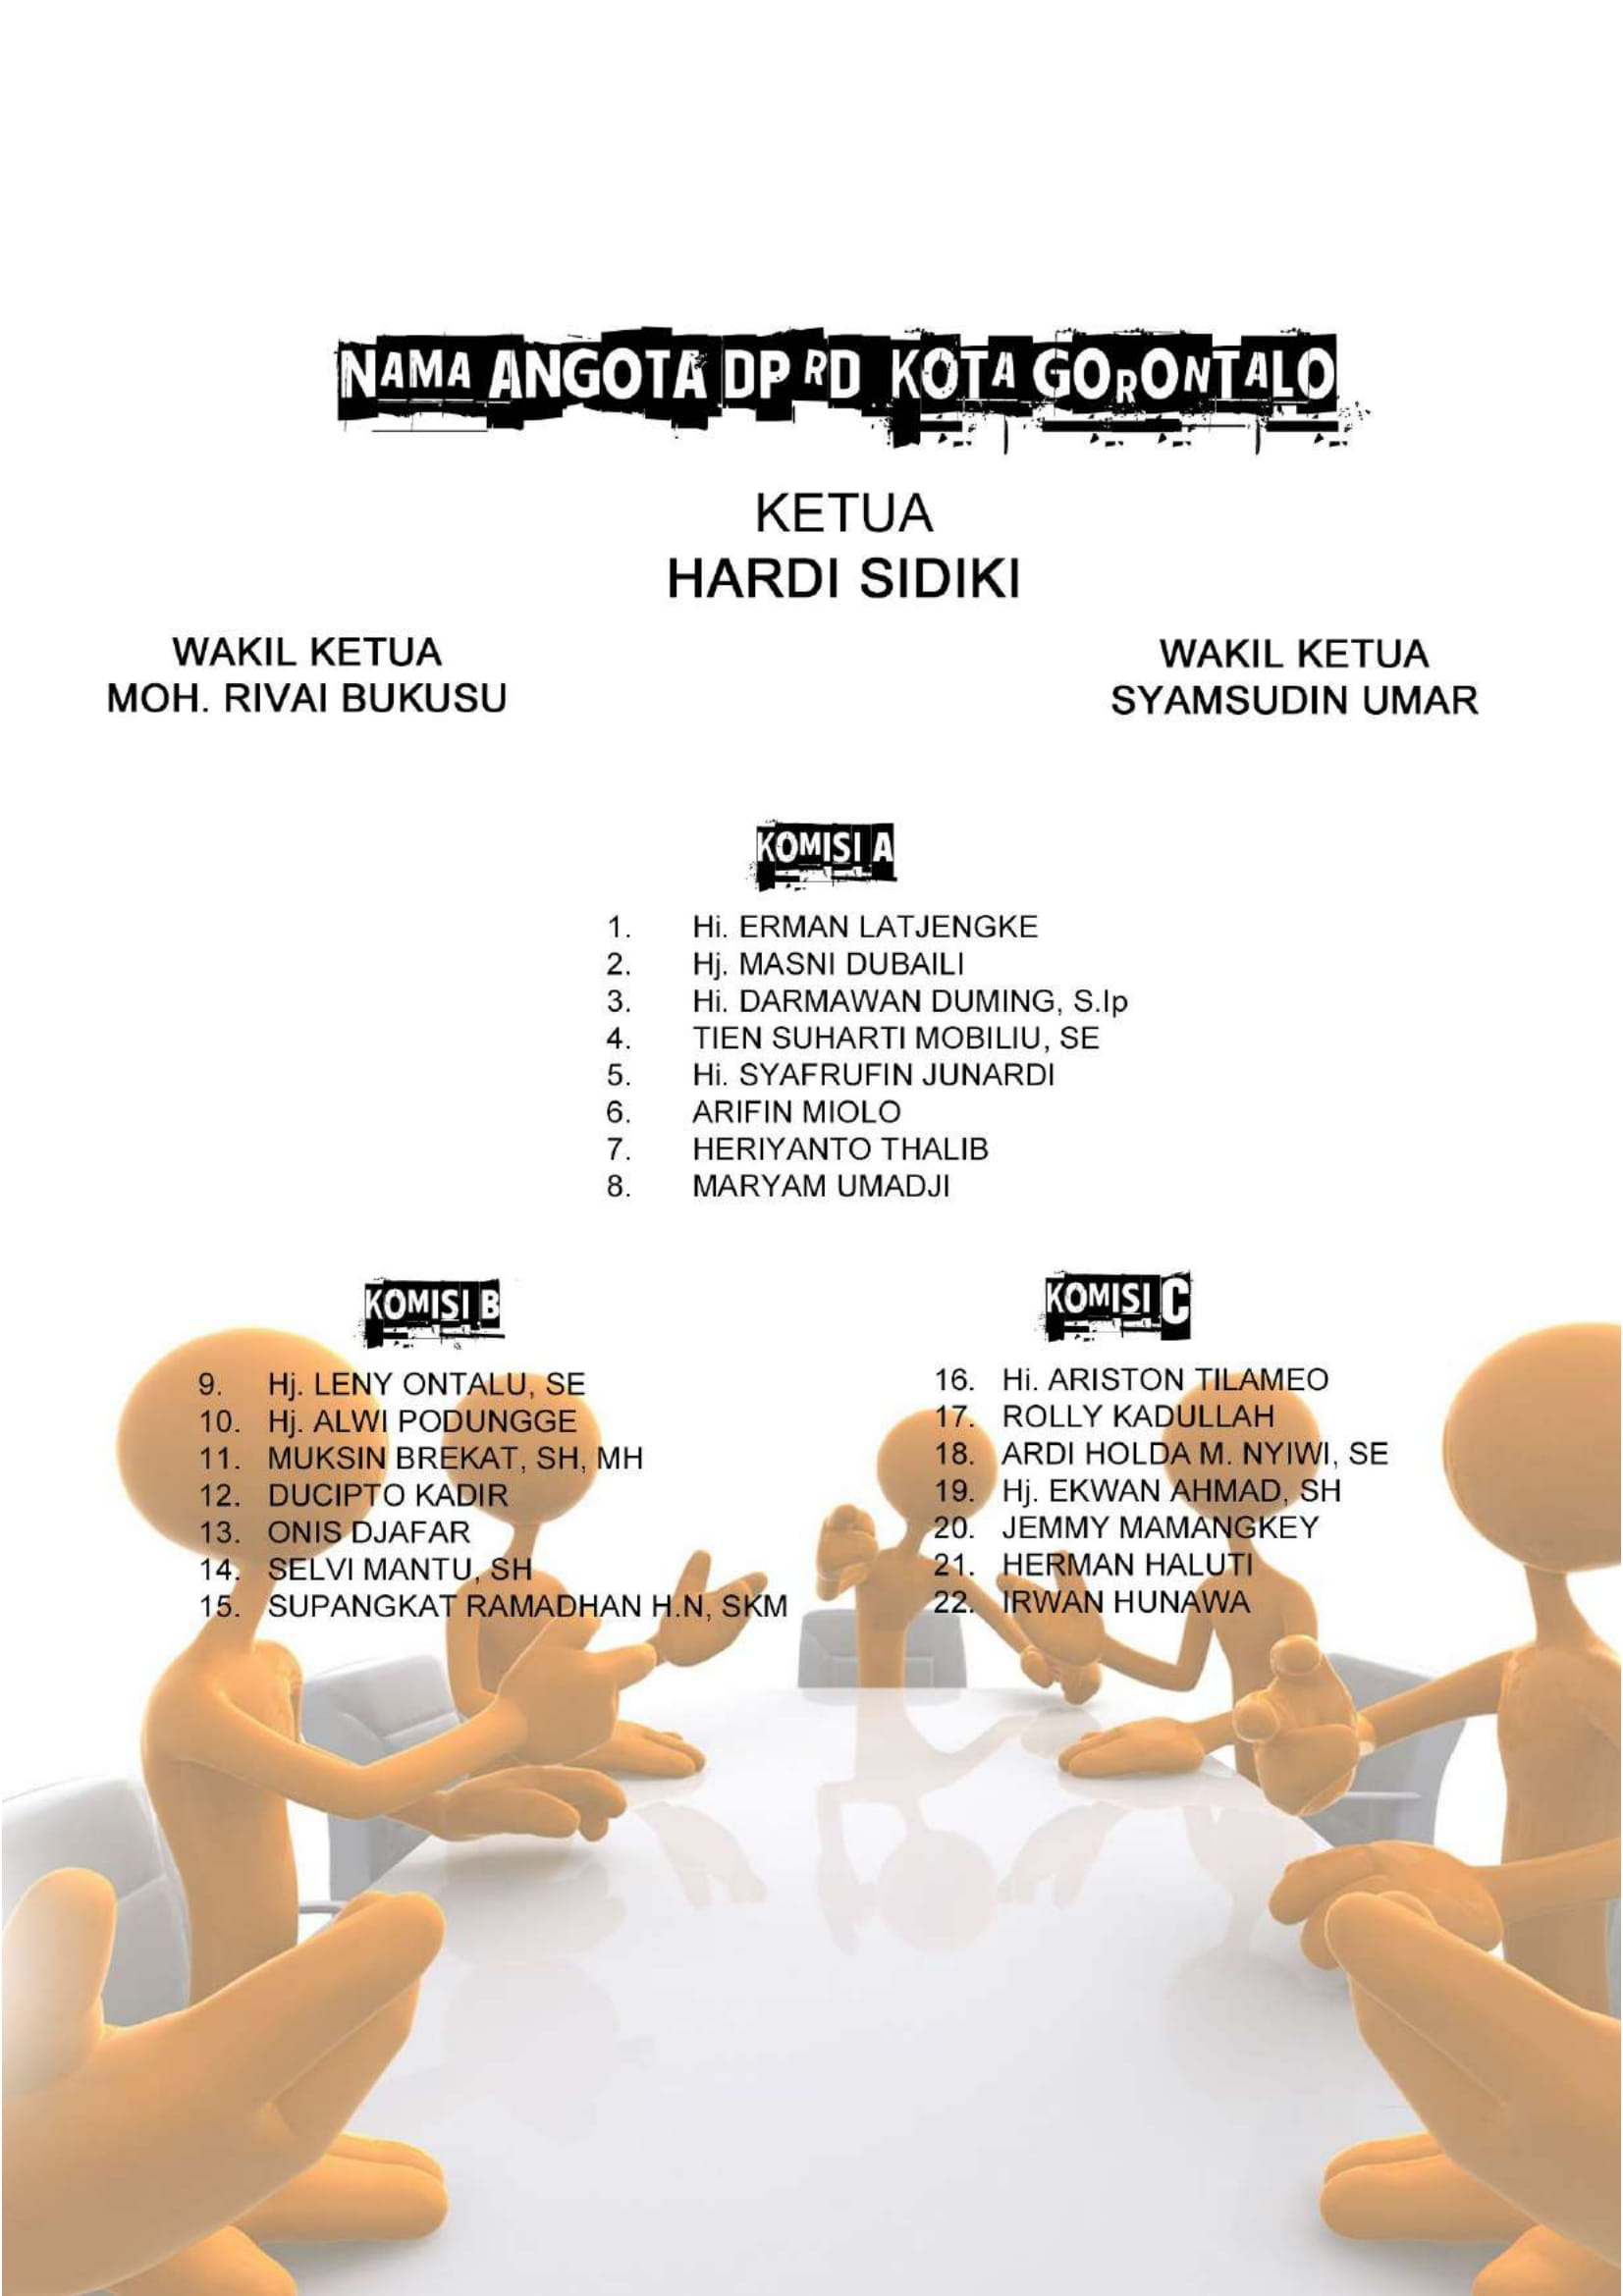 NAMA ANGOTA DPRD KOTA GORONTALO
KETUA
HARDI SIDIKI
WAKIL KETUA
MOH. RIVAI BUKUSU
WAKIL KETUA
SYAMSUDIN UMAR
KOMISI A
1. Hi. ERMAN LATJENGKE
2. Hj. MASNI DUBAILI
3. Hi. DARMAWAN DUMING, S.Ip
4. TIEN SUHARTI MOBILIU, SE
5. Hi. SYAFRUFIN JUNARDI
6. ARIFIN MIOLO
7. HERIYANTO THALIB
8. MARYAM UMADJI
KOMISI B
9. Hj. LENY ONTALU, SE
10. Hj. ALWI PODUNGGE
11. MUKSIN BREKAT, SH, MH
12. DUCIPTO KADIR
13. ONIS DJAFAR
14. SELVI MANTU, SH
15. SUPANGKAT RAMADHAN H.N, SKM
KOMISI C
16. Hi. ARISTON TILAMEO
17. ROLLY KADULLAH
18. ARDI HOLDA M. NYIWI, SE
19. Hj. EKWAN AHMAD, SH
20. JEMMY MAMANGKEY
21. HERMAN HALUTI
22. IRWAN HUNAWA